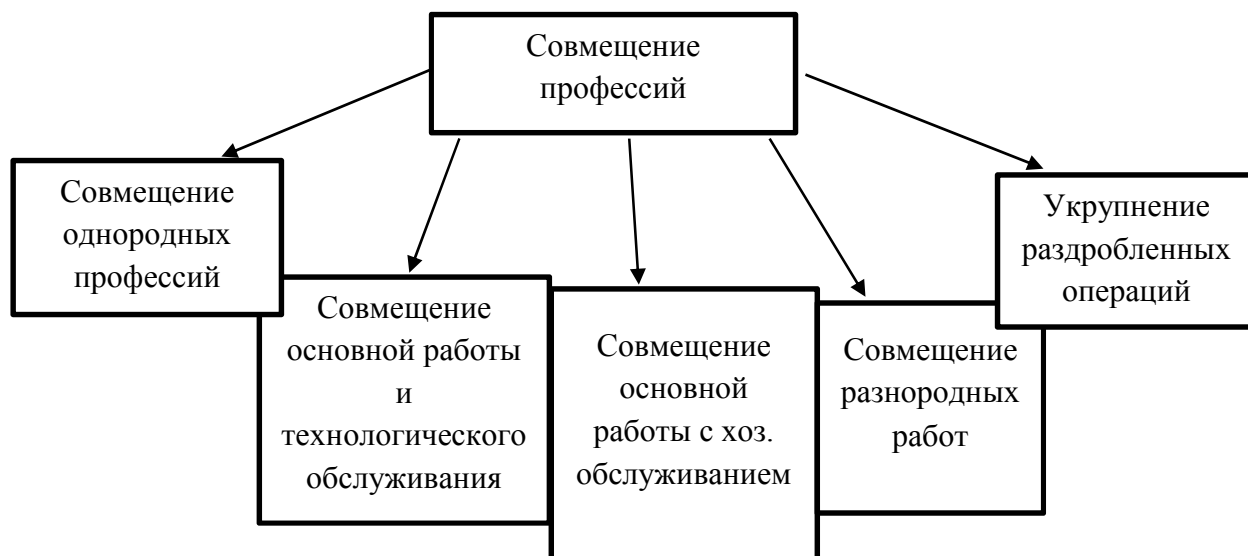 Совмещение
профессий
Совмещение
однородных
профессий
Совмещение
основной работы
и
технологического
обслуживания
Совмещение
основной
работы с хоз.
обслуживанием
Совмещение
разнородных
работ
Укрупнение
раздробленных
операций